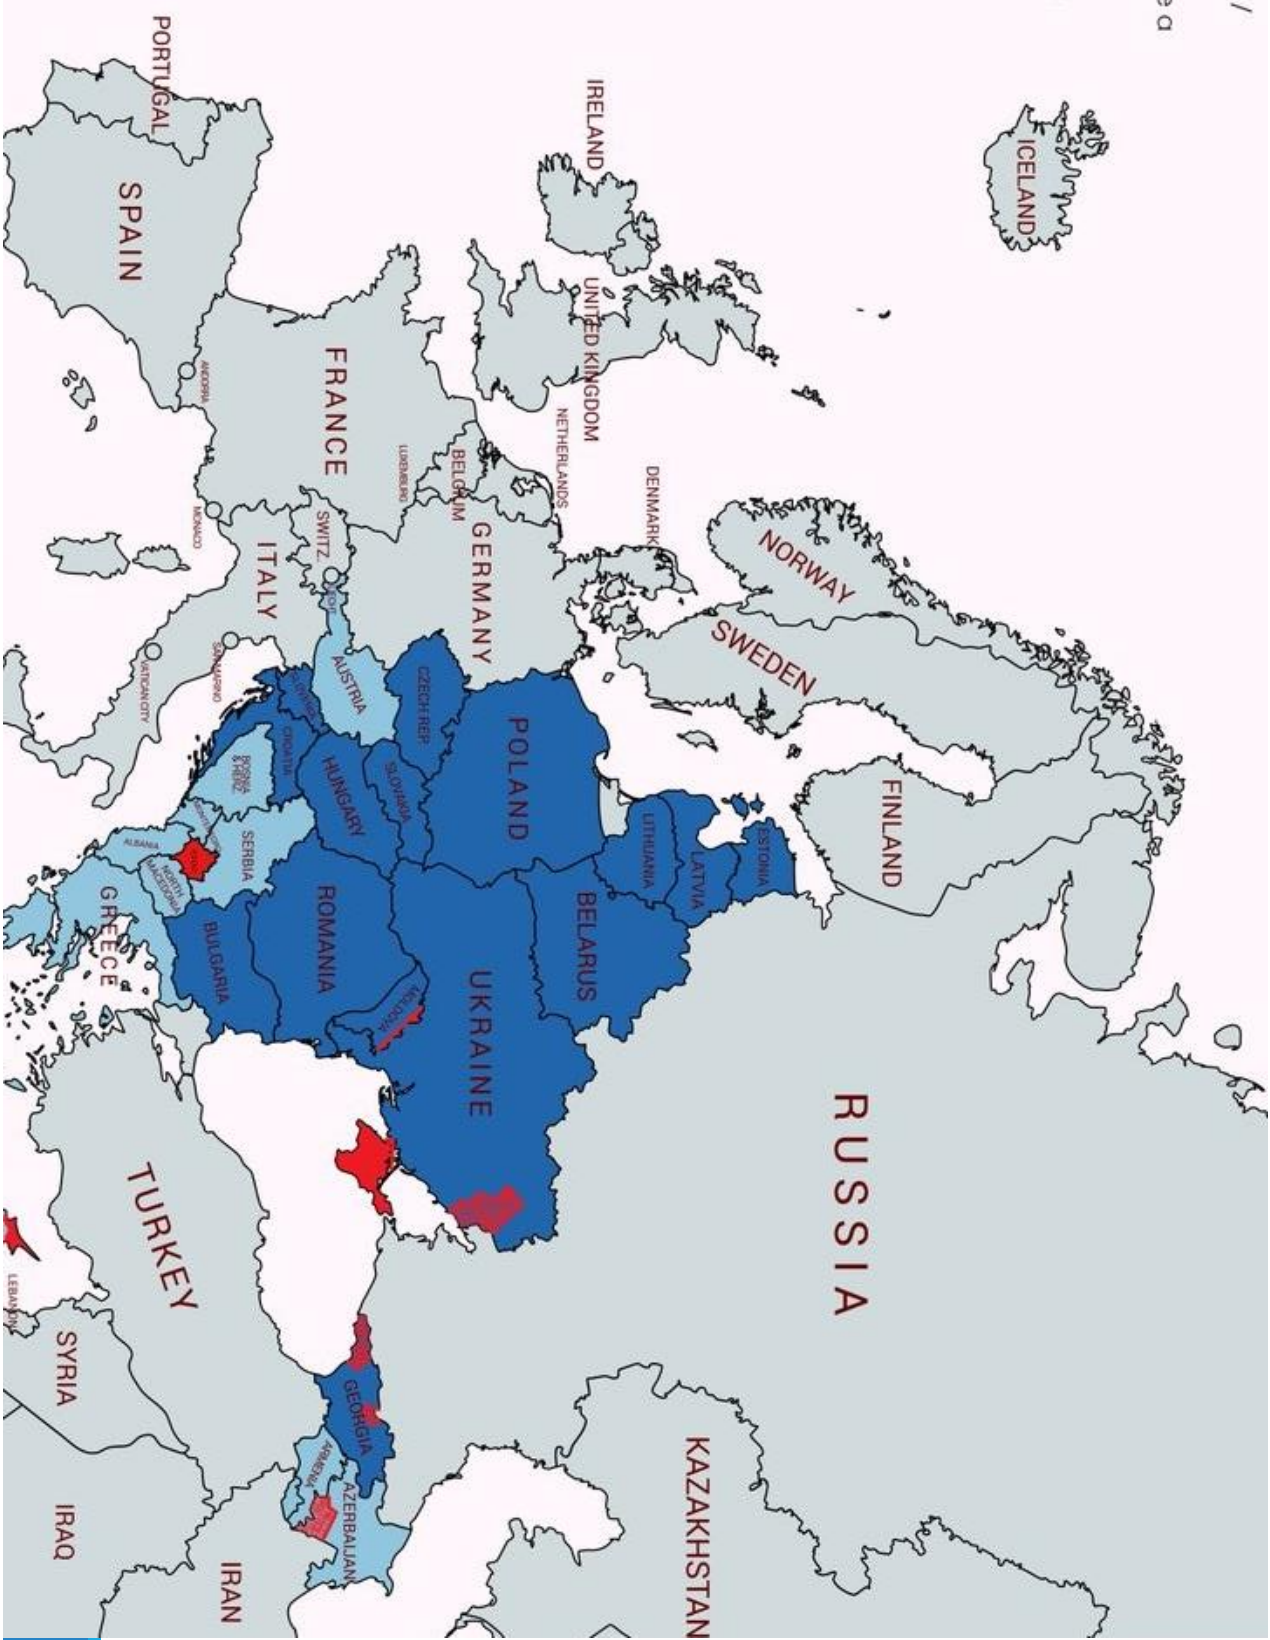 ICELAND
NORWAY
SWEDEN
FINLAND
RUSSIA
ESTONIA
LATVIA
LITHUANIA
BELARUS
DENMARK
IRELAND
UNITED KINGDOM
NETHERLANDS
BELGIUM
LUXEMBURG
GERMANY
POLAND
CZECH REP.
SLOVAKIA
UKRAINE
KAZAKHSTAN
MOLDOVA
FRANCE
SWITZ.
AUSTRIA
HUNGARY
ROMANIA
SLOVENIA
CROATIA
BOSNIA
& HERZ.
SERBIA
BULGARIA
GEORGIA
ARMENIA
AZERBAIJAN
ITALY
MONACO
SAN MARINO
VATICAN CITY
ANDORRA
PORTUGAL
SPAIN
ALBANIA
NORTH
MACEDONIA
GREECE
TURKEY
IRAN
SYRIA
IRAQ
LEBANON